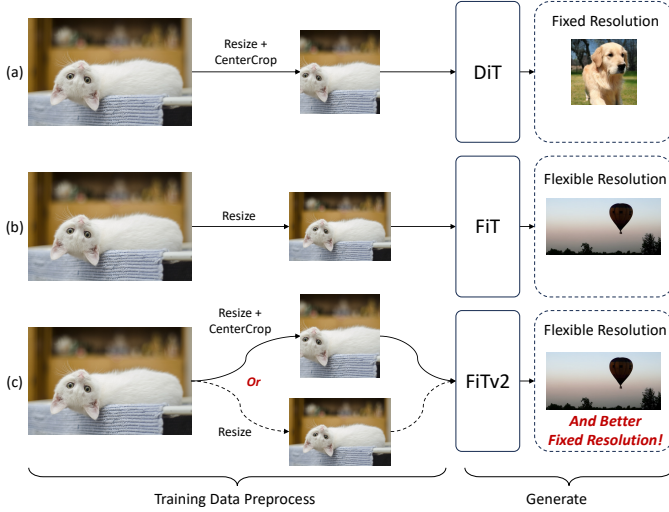 (a)
Resize +
CenterCrop
DiT
Fixed Resolution
(b)
Resize
FiT
Flexible Resolution
(c)
Resize +
CenterCrop
Or
Resize
FiTv2
Flexible Resolution
And Better
Fixed Resolution!
Training Data Preprocess
Generate